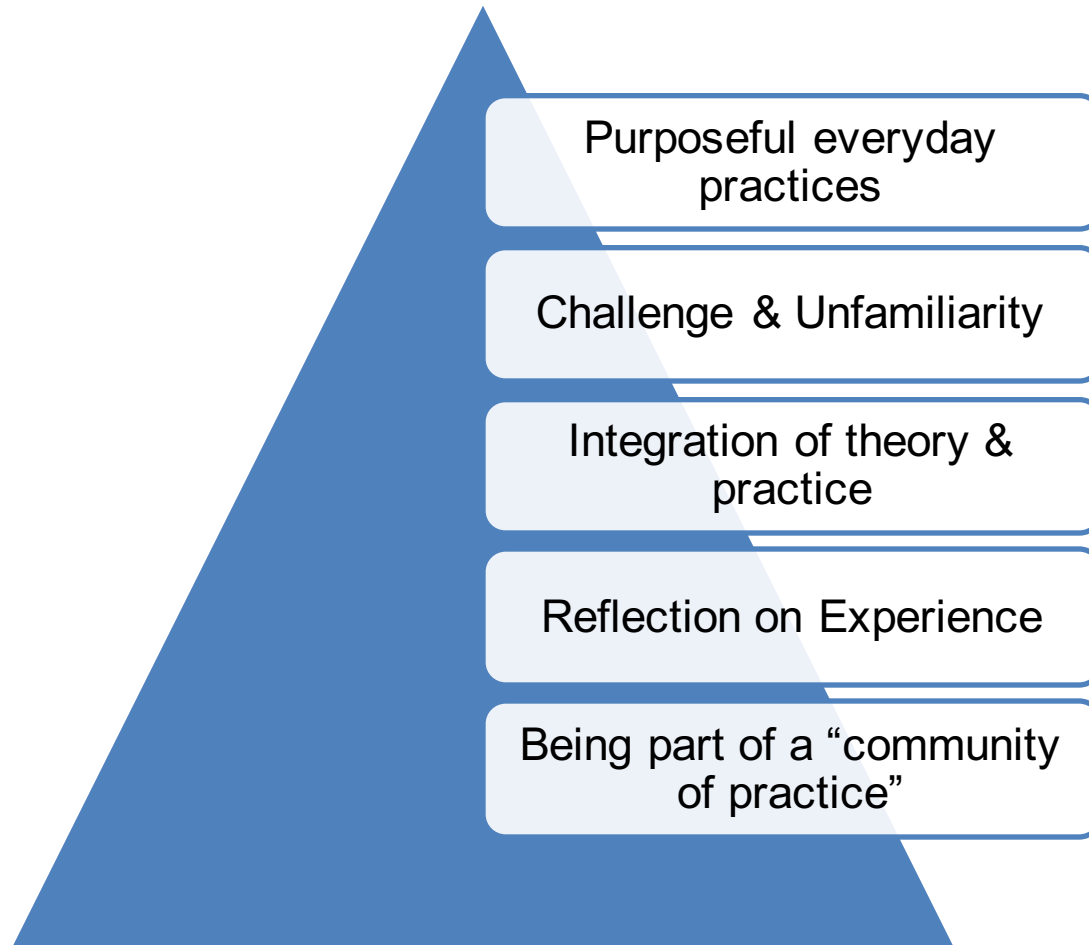 Purposeful everyday
practices
Challenge & Unfamiliarity
Integration of theory &
practice
Reflection on Experience
Being part of a “community
of practice”